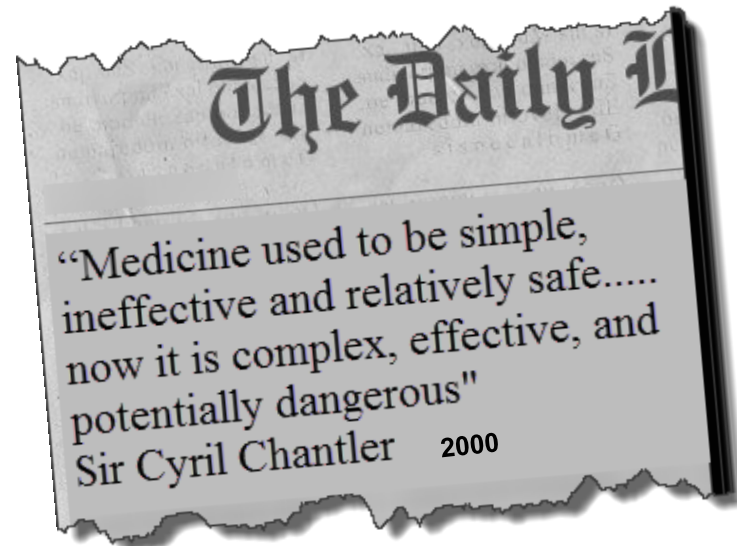 The Daily
“Medicine used to be simple,
ineffective and relatively safe.....
now it is complex, effective, and
potentially dangerous"
Sir Cyril Chantler 2000